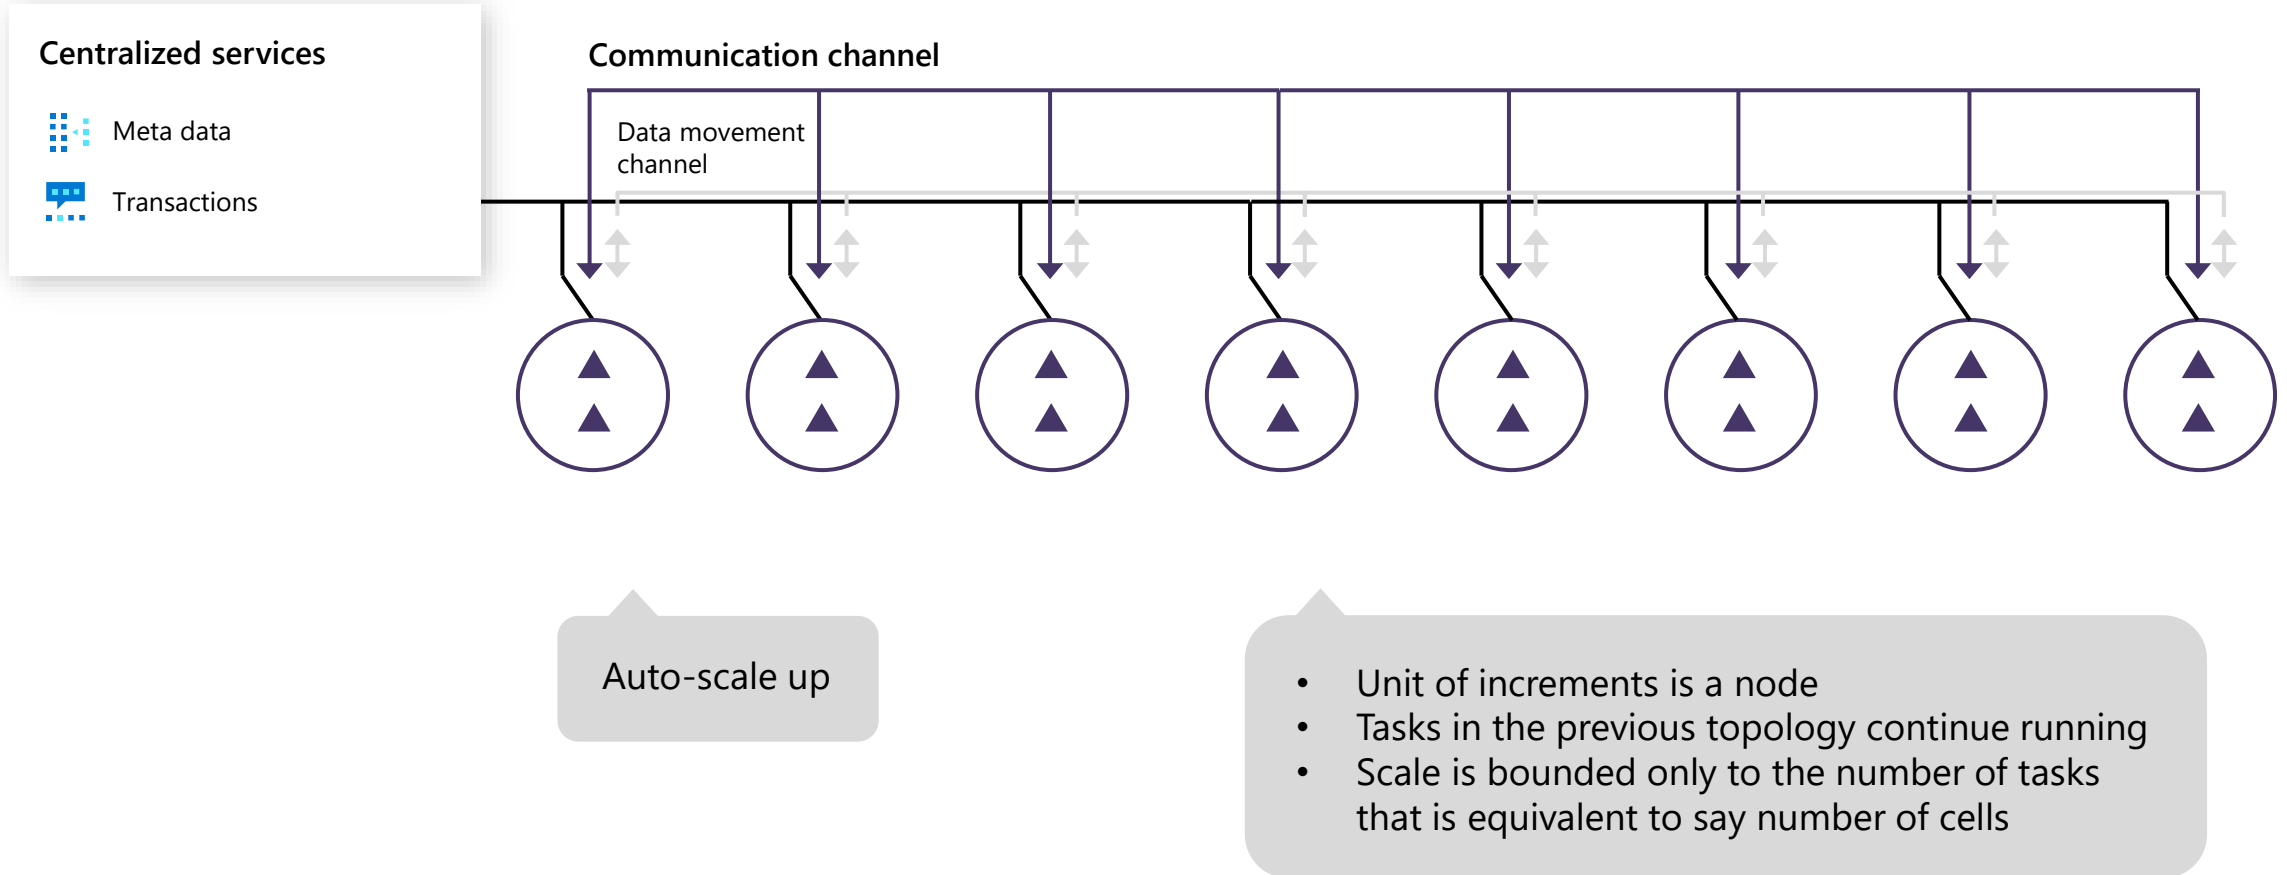 Centralized services
Meta data
Transactions
Communication channel
Data movement
channel
Auto-scale up
• Unit of increments is a node
• Tasks in the previous topology continue running
• Scale is bounded only to the number of tasks
that is equivalent to say number of cells